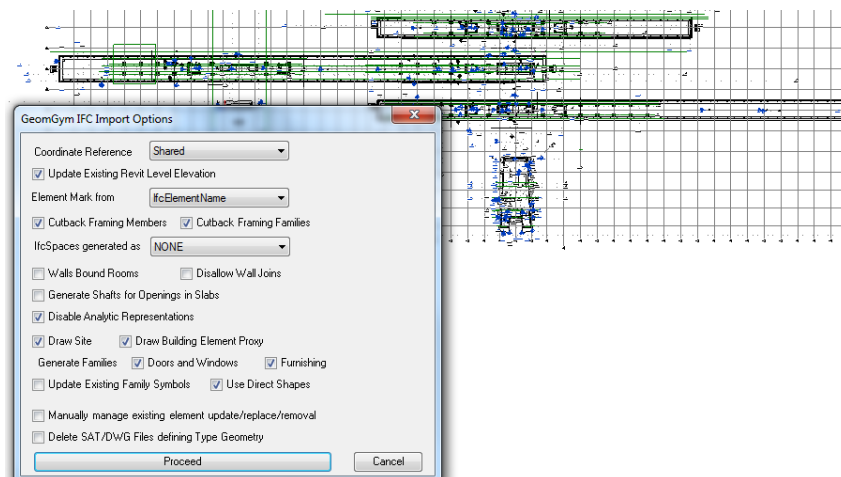 GeomGym IFC Import Options
Coordinate Reference Shared
Update Existing Revit Level Elevation
Element Mark from IfcElementName
Cutback Framing Members Cutback Framing Families
IfcSpaces generated as NONE
Walls Bound Rooms Disallow Wall Joins
Generate Shafts for Openings in Slabs
Disable Analytic Representations
Draw Site Draw Building Element Proxy
Generate Families Doors and Windows Furnishing
Update Existing Family Symbols Use Direct Shapes
Manually manage existing element update/replace/removal
Delete SAT/DWG Files defining Type Geometry
Proceed Cancel